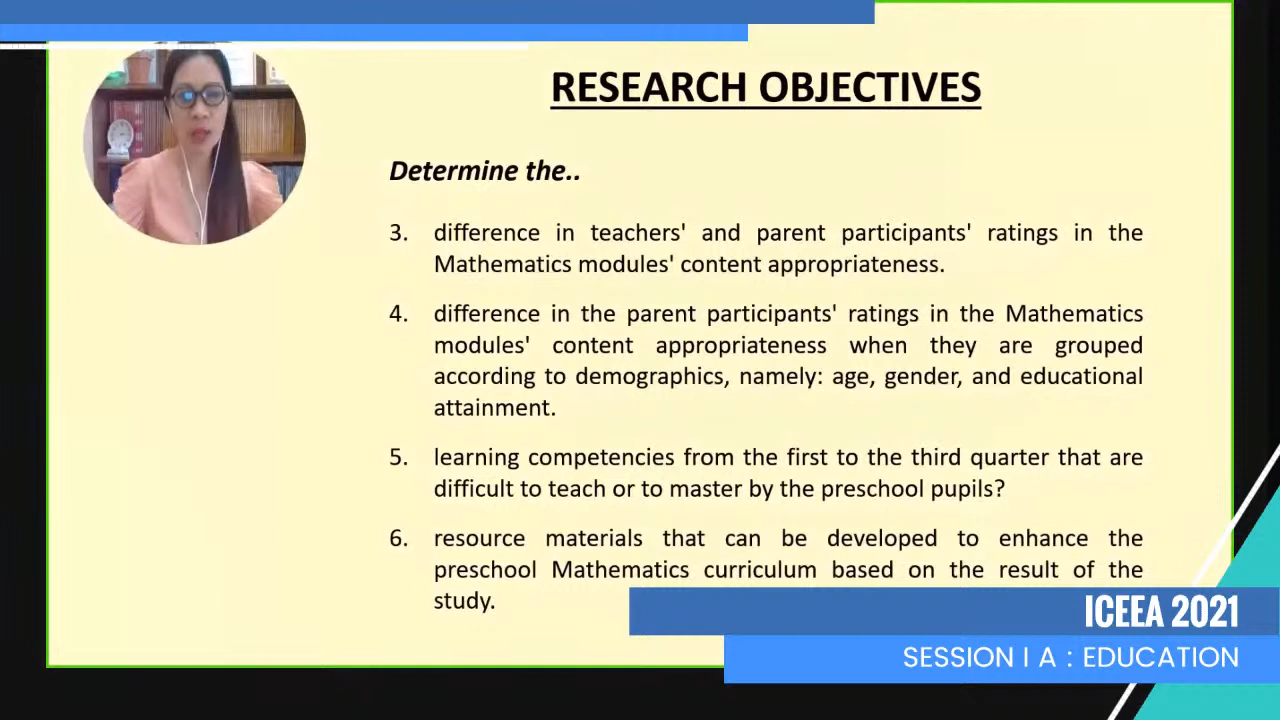 RESEARCH OBJECTIVES
Determine the..
3. difference in teachers' and parent participants' ratings in the
Mathematics modules' content appropriateness.
4. difference in the parent participants' ratings in the Mathematics
modules' content appropriateness when they are grouped
according to demographics, namely: age, gender, and educational
attainment.
5. learning competencies from the first to the third quarter that are
difficult to teach or to master by the preschool pupils?
6. resource materials that can be developed to enhance the
preschool Mathematics curriculum based on the result of the
study.
ICEEA 2021
SESSION I A : EDUCATION